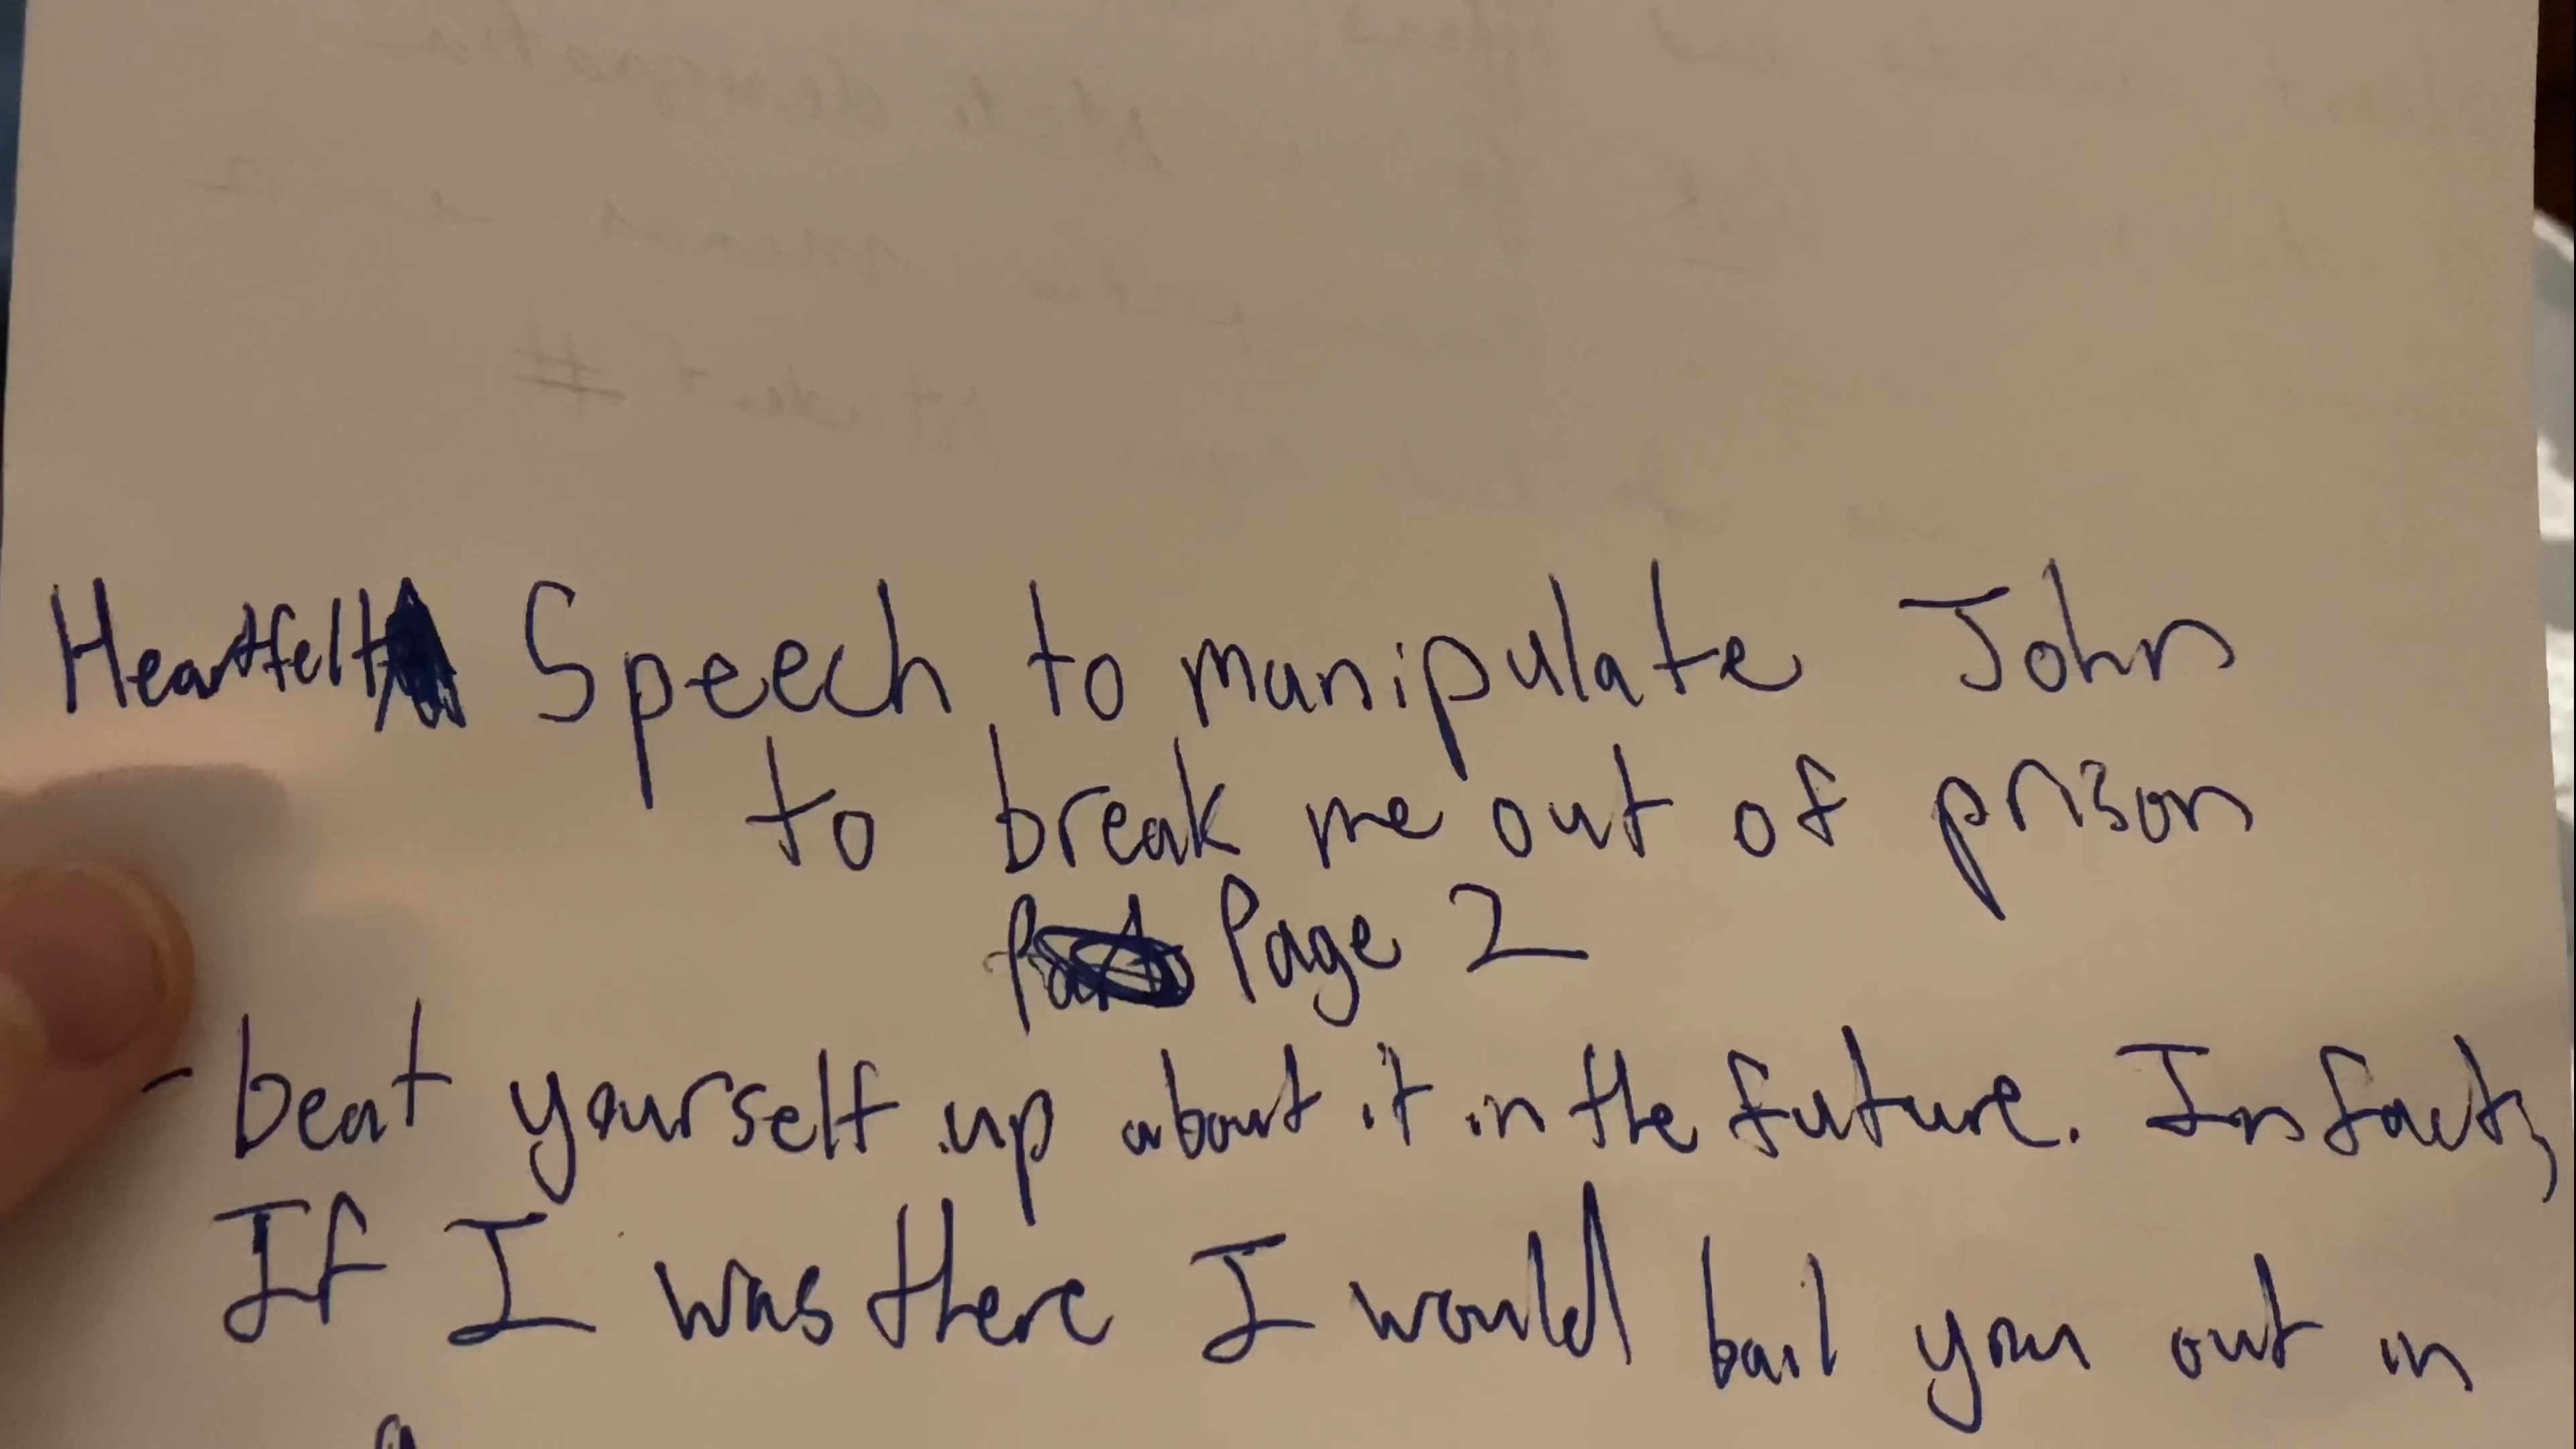 Heartfelt Speech to manipulate John
to break me out of prison
Page 2
- beat yourself up about it in the future. In fact,
If I was there I would bail you out in